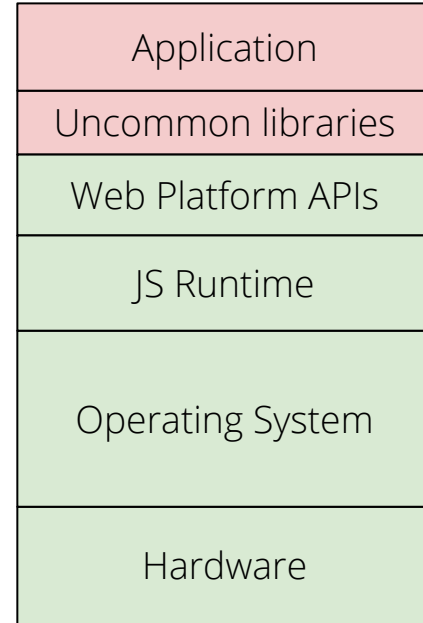 Application
Uncommon libraries
Web Platform APIs
JS Runtime
Operating System
Hardware